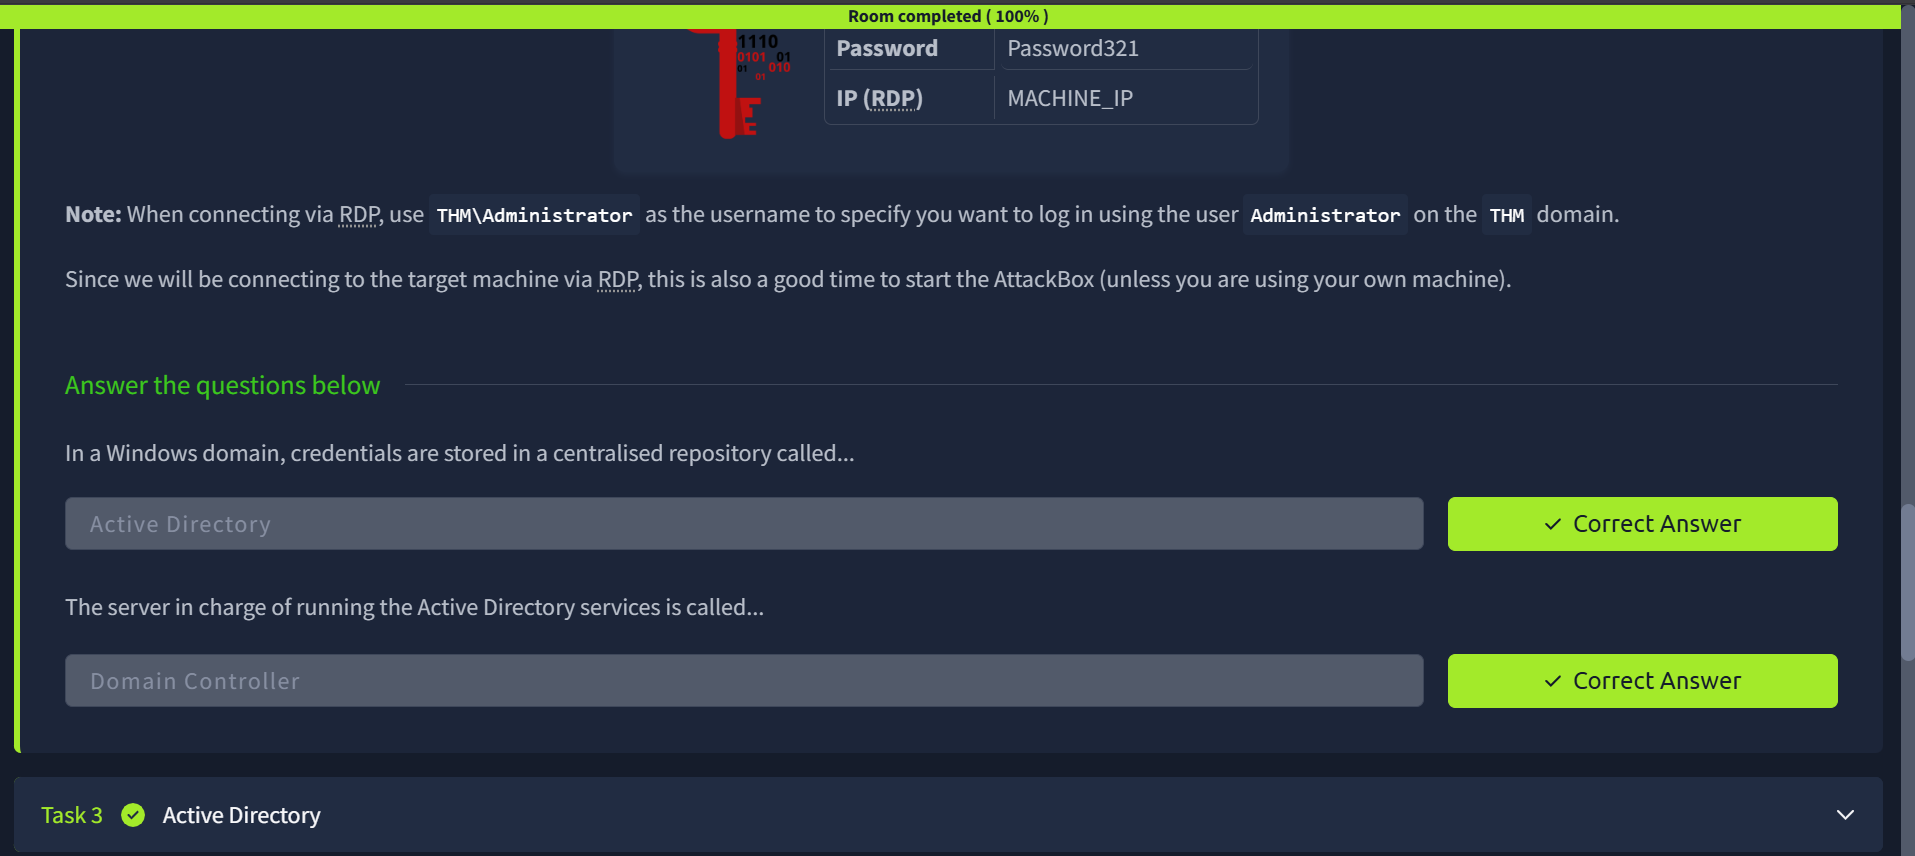 Room completed ( 100% )
1110
0101 01
01 010
01
Password Password321
IP (RDP) MACHINE_IP
Note: When connecting via RDP, use THM\Administrator as the username to specify you want to log in using the user Administrator on the THM domain.
Since we will be connecting to the target machine via RDP, this is also a good time to start the AttackBox (unless you are using your own machine).
Answer the questions below
In a Windows domain, credentials are stored in a centralised repository called...
Active Directory
✓ Correct Answer
The server in charge of running the Active Directory services is called...
Domain Controller
✓ Correct Answer
Task 3 Active Directory